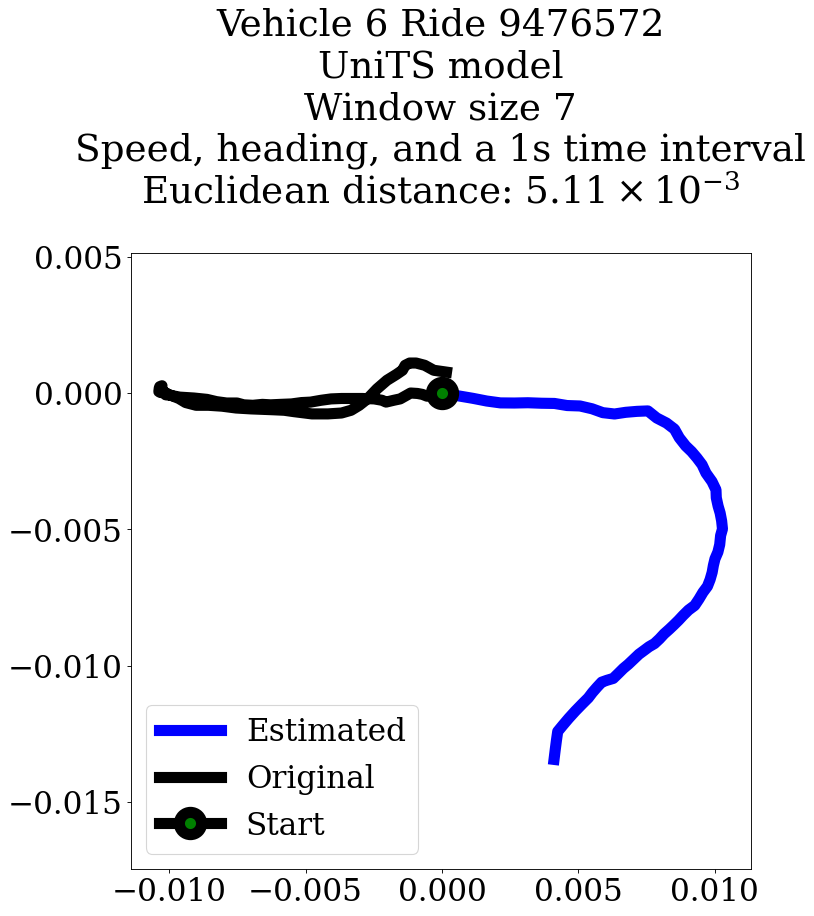 Vehicle 6 Ride 9476572
UniTS model
Window size 7
Speed, heading, and a 1s time interval
Euclidean distance: 5.11 × 10⁻³
0.005
0.000
−0.005
−0.010
−0.015
Estimated
Original
Start
−0.010 −0.005 0.000 0.005 0.010